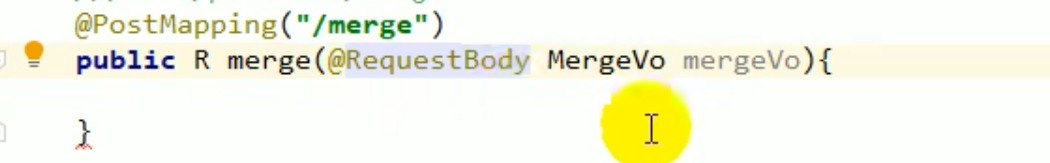 @PostMapping("/merge")
public R merge(@RequestBody MergeVo mergeVo){
}